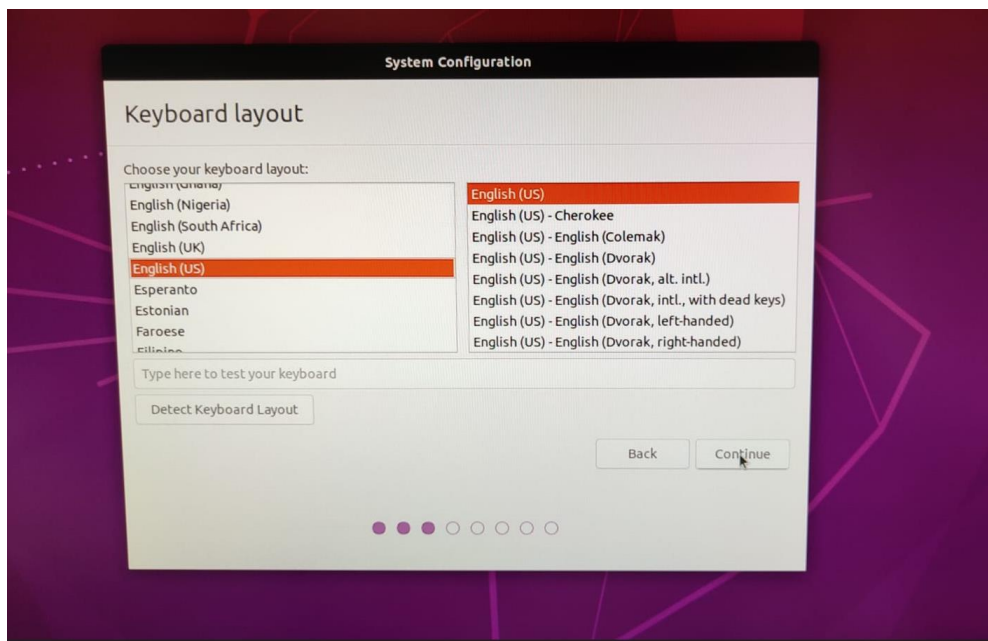 System Configuration
Keyboard layout
Choose your keyboard layout:
English (Ghana)
English (Nigeria)
English (South Africa)
English (UK)
English (US)
Esperanto
Estonian
Faroese
Filipino
English (US)
English (US) - Cherokee
English (US) - English (Colemak)
English (US) - English (Dvorak)
English (US) - English (Dvorak, alt. intl.)
English (US) - English (Dvorak, intl., with dead keys)
English (US) - English (Dvorak, left-handed)
English (US) - English (Dvorak, right-handed)
Type here to test your keyboard
Detect Keyboard Layout
Back
Continue